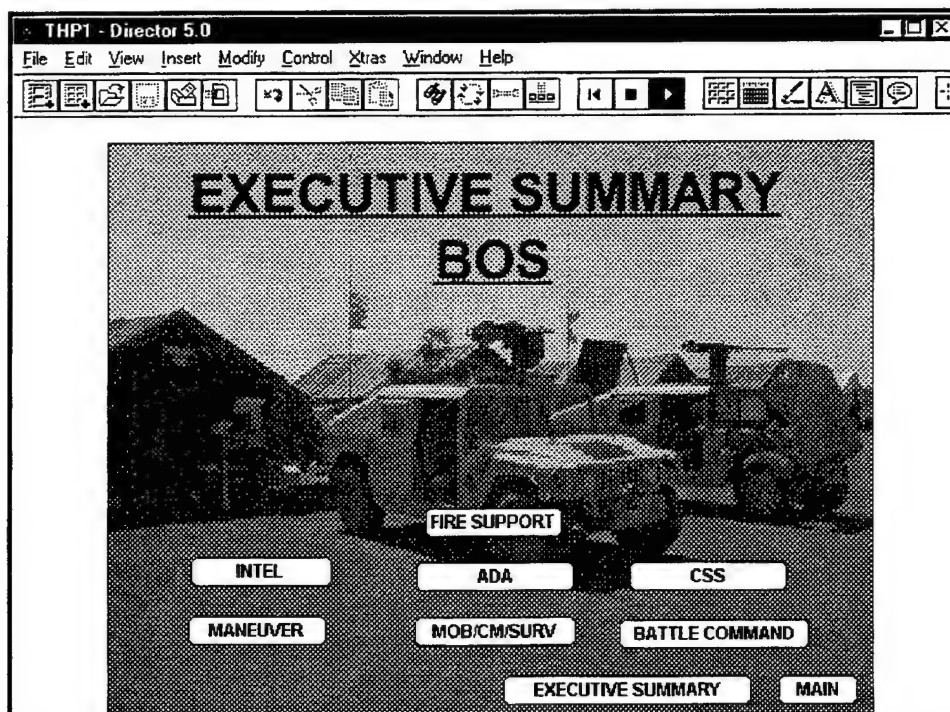 THP1 - Director 5.0
File Edit View Insert Modify Control Xtras Window Help
EXECUTIVE SUMMARY
BOS
FIRE SUPPORT
INTEL ADA CSS
MANEUVER MOB/CM/SURV BATTLE COMMAND
EXECUTIVE SUMMARY MAIN